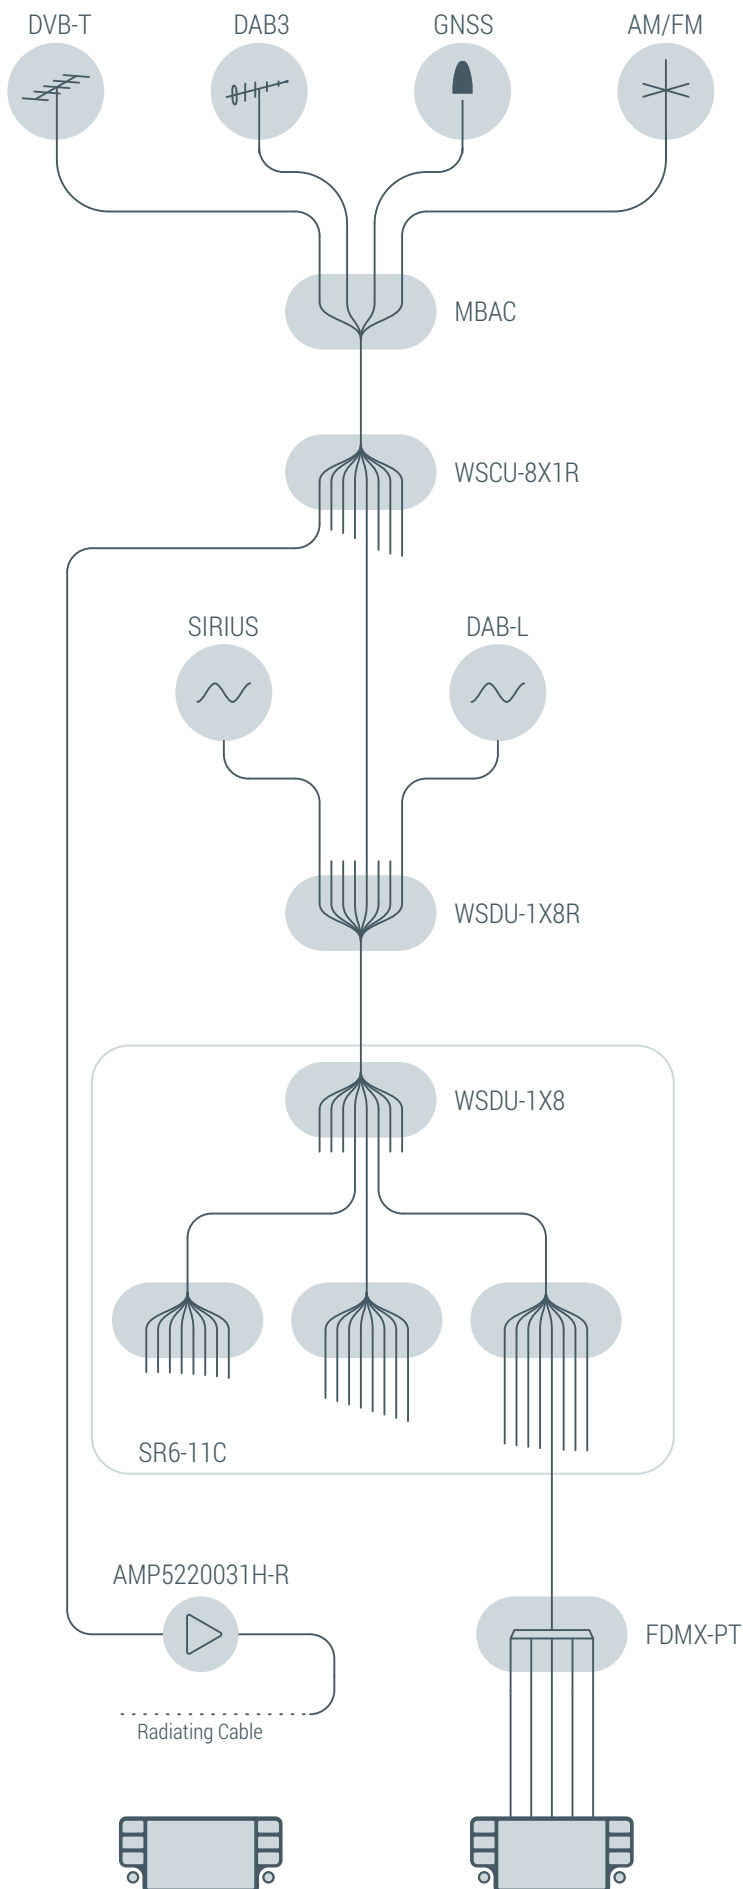 DVB-T
DAB3
GNSS
AM/FM
MBAC
WSCU-8X1R
SIRIUS
DAB-L
WSDU-1X8R
WSDU-1X8
SR6-11C
AMP5220031H-R
FDMX-PT
Radiating Cable